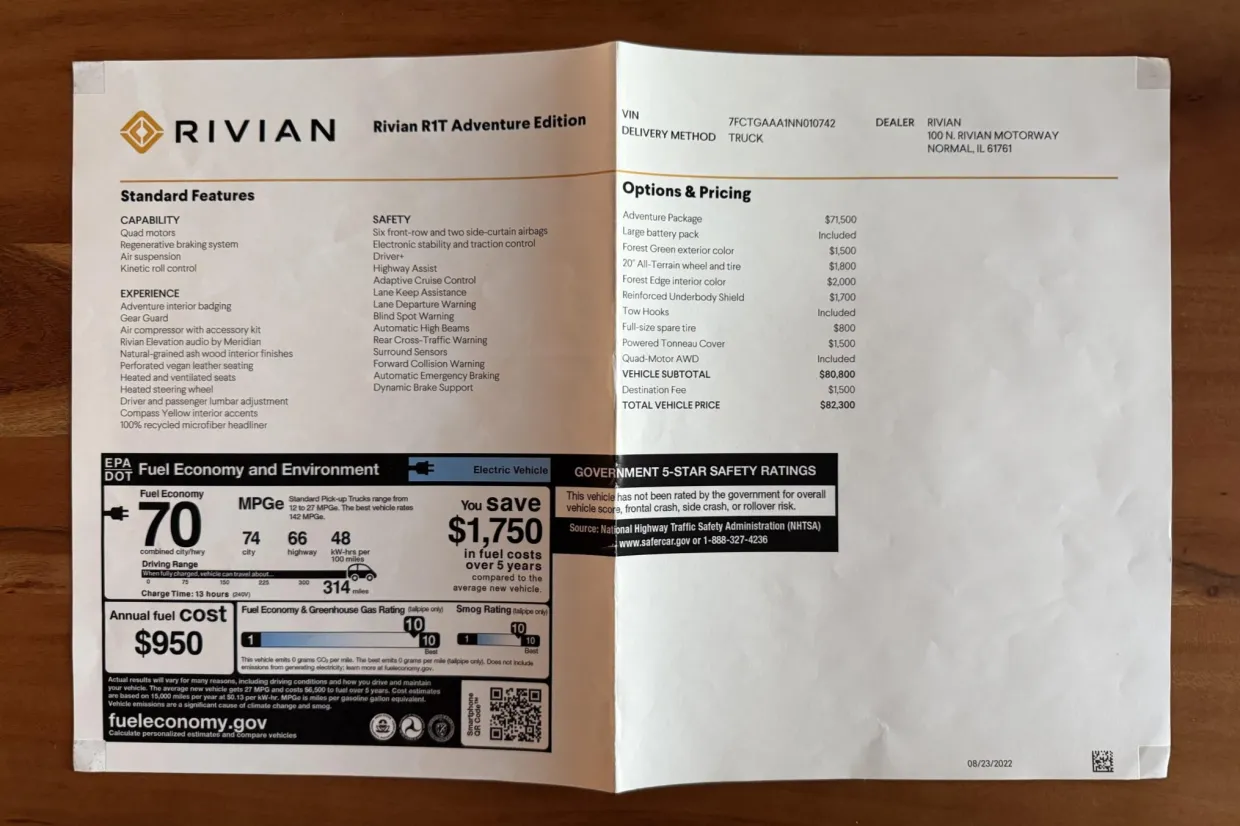 RIVIAN
Rivian R1T Adventure Edition
VIN 7FCTGAAA1NN010742
DELIVERY METHOD TRUCK
DEALER RIVIAN
100 N. RIVIAN MOTORWAY
NORMAL, IL 61761
Standard Features
CAPABILITY
Quad motors
Regenerative braking system
Air suspension
Kinetic roll control
EXPERIENCE
Adventure interior badging
Gear Guard
Air compressor with accessory kit
Rivian Elevation audio by Meridian
Natural-grained ash wood interior finishes
Perforated vegan leather seating
Heated and ventilated seats
Heated steering wheel
Driver and passenger lumbar adjustment
Compass Yellow interior accents
100% recycled microfiber headliner
SAFETY
Six front-row and two side-curtain airbags
Electronic stability and traction control
Driver+
Highway Assist
Adaptive Cruise Control
Lane Keep Assistance
Lane Departure Warning
Blind Spot Warning
Automatic High Beams
Rear Cross-Traffic Warning
Surround Sensors
Forward Collision Warning
Automatic Emergency Braking
Dynamic Brake Support
Options & Pricing
Adventure Package $71,500
Large battery pack Included
Forest Green exterior color $1,500
20" All-Terrain wheel and tire $1,800
Forest Edge interior color $2,000
Reinforced Underbody Shield $1,700
Tow Hooks Included
Full-size spare tire $800
Powered Tonneau Cover $1,500
Quad-Motor AWD Included
VEHICLE SUBTOTAL $80,800
Destination Fee $1,500
TOTAL VEHICLE PRICE $82,300
EPA
DOT
Fuel Economy and Environment
Electric Vehicle
Fuel Economy
70
combined city/hwy
MPGe
Standard Pick-up Trucks range from
12 to 27 MPGe. The best vehicle rates
142 MPGe.
74
city
66
highway
48
kW-hrs per
100 miles
Driving Range
When fully charged, vehicle can travel about...
0 75 150 225 300 314 miles
Charge Time: 13 hours (240V)
You save
$1,750
in fuel costs
over 5 years
compared to the
average new vehicle.
Annual fuel cost
$950
Fuel Economy & Greenhouse Gas Rating (tailpipe only)
10
1 10
Best
Smog Rating (tailpipe only)
10
1 10
Best
This vehicle emits 0 grams CO2 per mile. The best emits 0 grams per mile (tailpipe only). Does not include
emissions from generating electricity; learn more at fueleconomy.gov.
Actual results will vary for many reasons, including driving conditions and how you drive and maintain
your vehicle. The average new vehicle gets 27 MPG and costs $6,500 to fuel over 5 years. Cost estimates
are based on 15,000 miles per year at $0.13 per kW-hr. MPGe is miles per gasoline gallon equivalent.
Vehicle emissions are a significant cause of climate change and smog.
fueleconomy.gov
Calculate personalized estimates and compare vehicles
Smartphone
QR Code™
GOVERNMENT 5-STAR SAFETY RATINGS
This vehicle has not been rated by the government for overall
vehicle score, frontal crash, side crash, or rollover risk.
Source: National Highway Traffic Safety Administration (NHTSA)
www.safercar.gov or 1-888-327-4236
08/23/2022